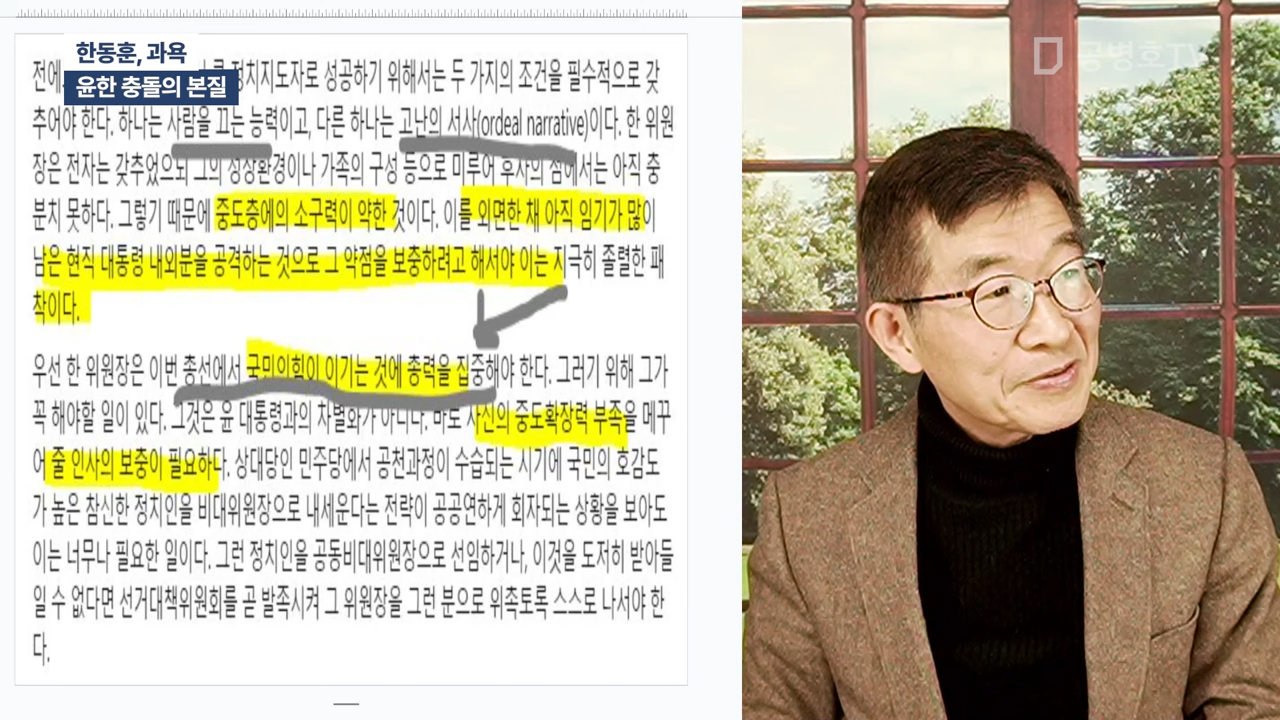 한동훈, 과욕
윤한 충돌의 본질
공병호TV
전에 정치지도자로 성공하기 위해서는 두 가지의 조건을 필수적으로 갖
추어야 한다. 하나는 사람을 끄는 능력이고, 다른 하나는 고난의 서사(ordeal narrative)이다. 한 위원
장은 전자는 갖추었으되 그의 성장환경이나 가족의 구성 등으로 미루어 후자의 점에서는 아직 충
분치 못하다. 그렇기 때문에 중도층에의 소구력이 약한 것이다. 이를 외면한 채 아직 임기가 많이
남은 현직 대통령 내외분을 공격하는 것으로 그 약점을 보충하려고 해서야 이는 지극히 졸렬한 패
착이다.
우선 한 위원장은 이번 총선에서 국민의힘이 이기는 것에 총력을 집중해야 한다. 그러기 위해 그가
꼭 해야할 일이 있다. 그것은 윤 대통령과의 차별화가 아니다. 바로 자신의 중도확장력 부족을 메꾸
어 줄 인사의 보충이 필요하다. 상대당인 민주당에서 공천과정이 수습되는 시기에 국민의 호감도
가 높은 참신한 정치인을 비대위원장으로 내세운다는 전략이 공공연하게 회자되는 상황을 보아도
이는 너무나 필요한 일이다. 그런 정치인을 공동비대위원장으로 선임하거나, 이것을 도저히 받아들
일 수 없다면 선거대책위원회를 곧 발족시켜 그 위원장을 그런 분으로 위촉토록 스스로 나서야 한
다.